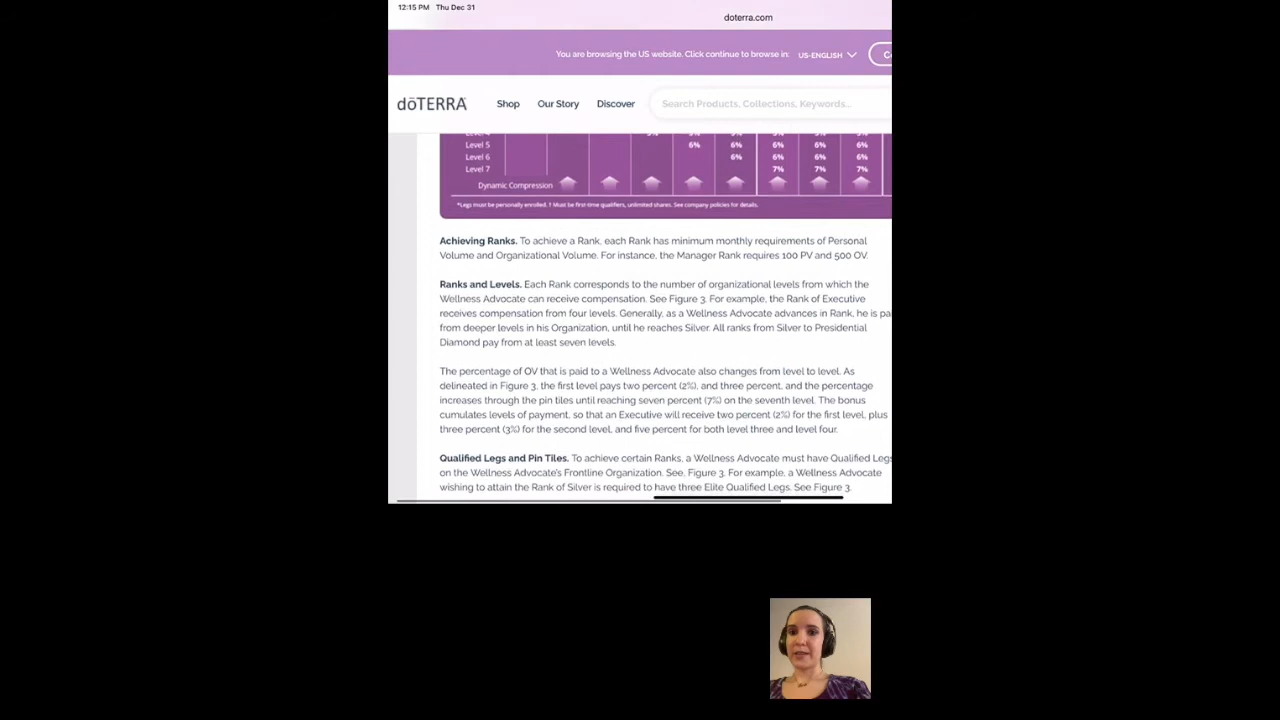 12:15 PM Thu Dec 31
doterra.com
You are browsing the US website. Click continue to browse in: US-ENGLISH
dōTERRA Shop Our Story Discover Search Products, Collections, Keywords...
Level 5 6% 6% 6% 6% 6%
Level 6 6% 6% 6% 6%
Level 7 7% 7% 7%
Dynamic Compression
*Legs must be personally enrolled. † Must be first-time qualifiers, unlimited shares. See company policies for details.
Achieving Ranks. To achieve a Rank, each Rank has minimum monthly requirements of Personal
Volume and Organizational Volume. For instance, the Manager Rank requires 100 PV and 500 OV.
Ranks and Levels. Each Rank corresponds to the number of organizational levels from which the
Wellness Advocate can receive compensation. See Figure 3. For example, the Rank of Executive
receives compensation from four levels. Generally, as a Wellness Advocate advances in Rank, he is pa
from deeper levels in his Organization, until he reaches Silver. All ranks from Silver to Presidential
Diamond pay from at least seven levels.
The percentage of OV that is paid to a Wellness Advocate also changes from level to level. As
delineated in Figure 3, the first level pays two percent (2%), and three percent, and the percentage
increases through the pin tiles until reaching seven percent (7%) on the seventh level. The bonus
cumulates levels of payment, so that an Executive will receive two percent (2%) for the first level, plus
three percent (3%) for the second level, and five percent for both level three and level four.
Qualified Legs and Pin Tiles. To achieve certain Ranks, a Wellness Advocate must have Qualified Legs
on the Wellness Advocate's Frontline Organization. See, Figure 3. For example, a Wellness Advocate
wishing to attain the Rank of Silver is required to have three Elite Qualified Legs. See Figure 3.